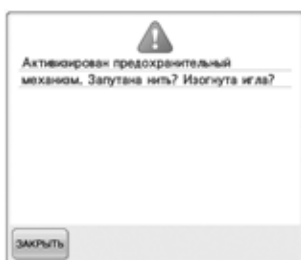 Активизирован предохранительный
механизм. Запутана нить? Изогнута игла?
ЗАКРЫТЬ